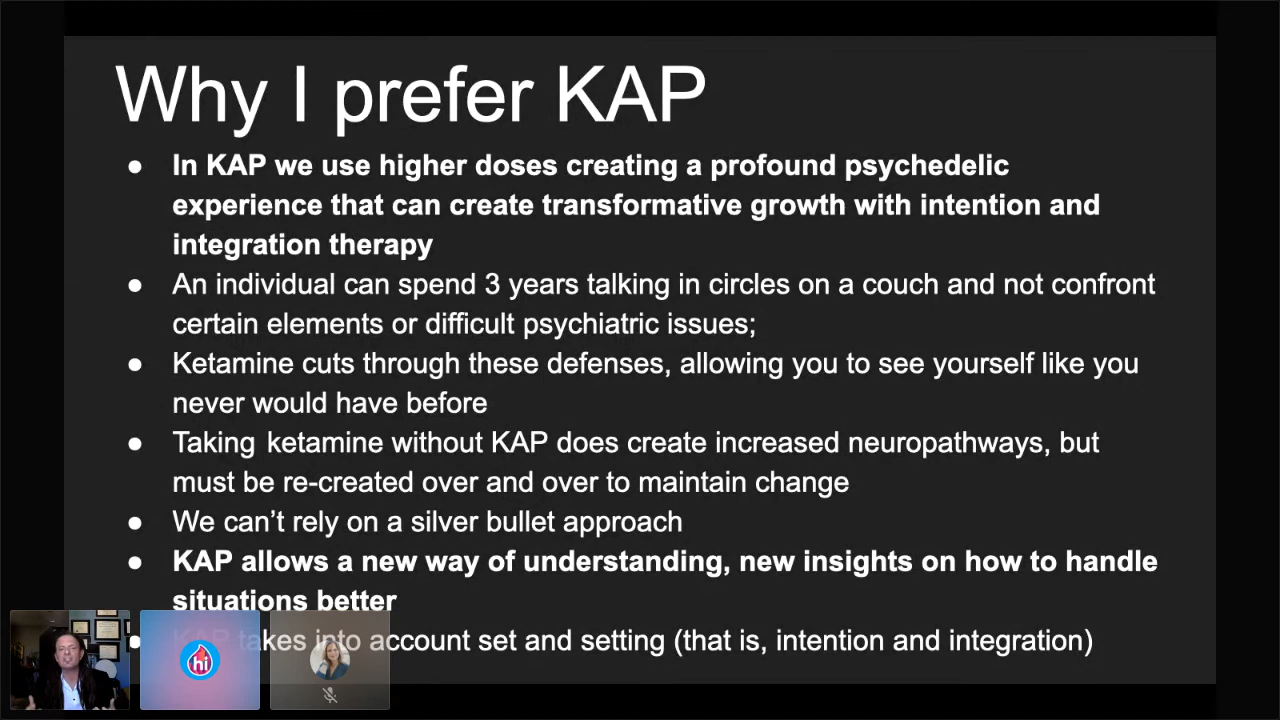 Why I prefer KAP
● In KAP we use higher doses creating a profound psychedelic
experience that can create transformative growth with intention and
integration therapy
● An individual can spend 3 years talking in circles on a couch and not confront
certain elements or difficult psychiatric issues;
● Ketamine cuts through these defenses, allowing you to see yourself like you
never would have before
● Taking ketamine without KAP does create increased neuropathways, but
must be re-created over and over to maintain change
● We can’t rely on a silver bullet approach
● KAP allows a new way of understanding, new insights on how to handle
situations better
● KAP takes into account set and setting (that is, intention and integration)
hi